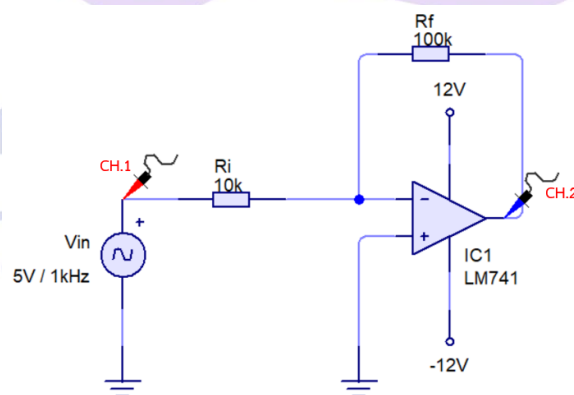 Rf
100k
12V
CH.1
Ri
10k
CH.2
Vin
5V / 1kHz
+
−
+
IC1
LM741
-12V